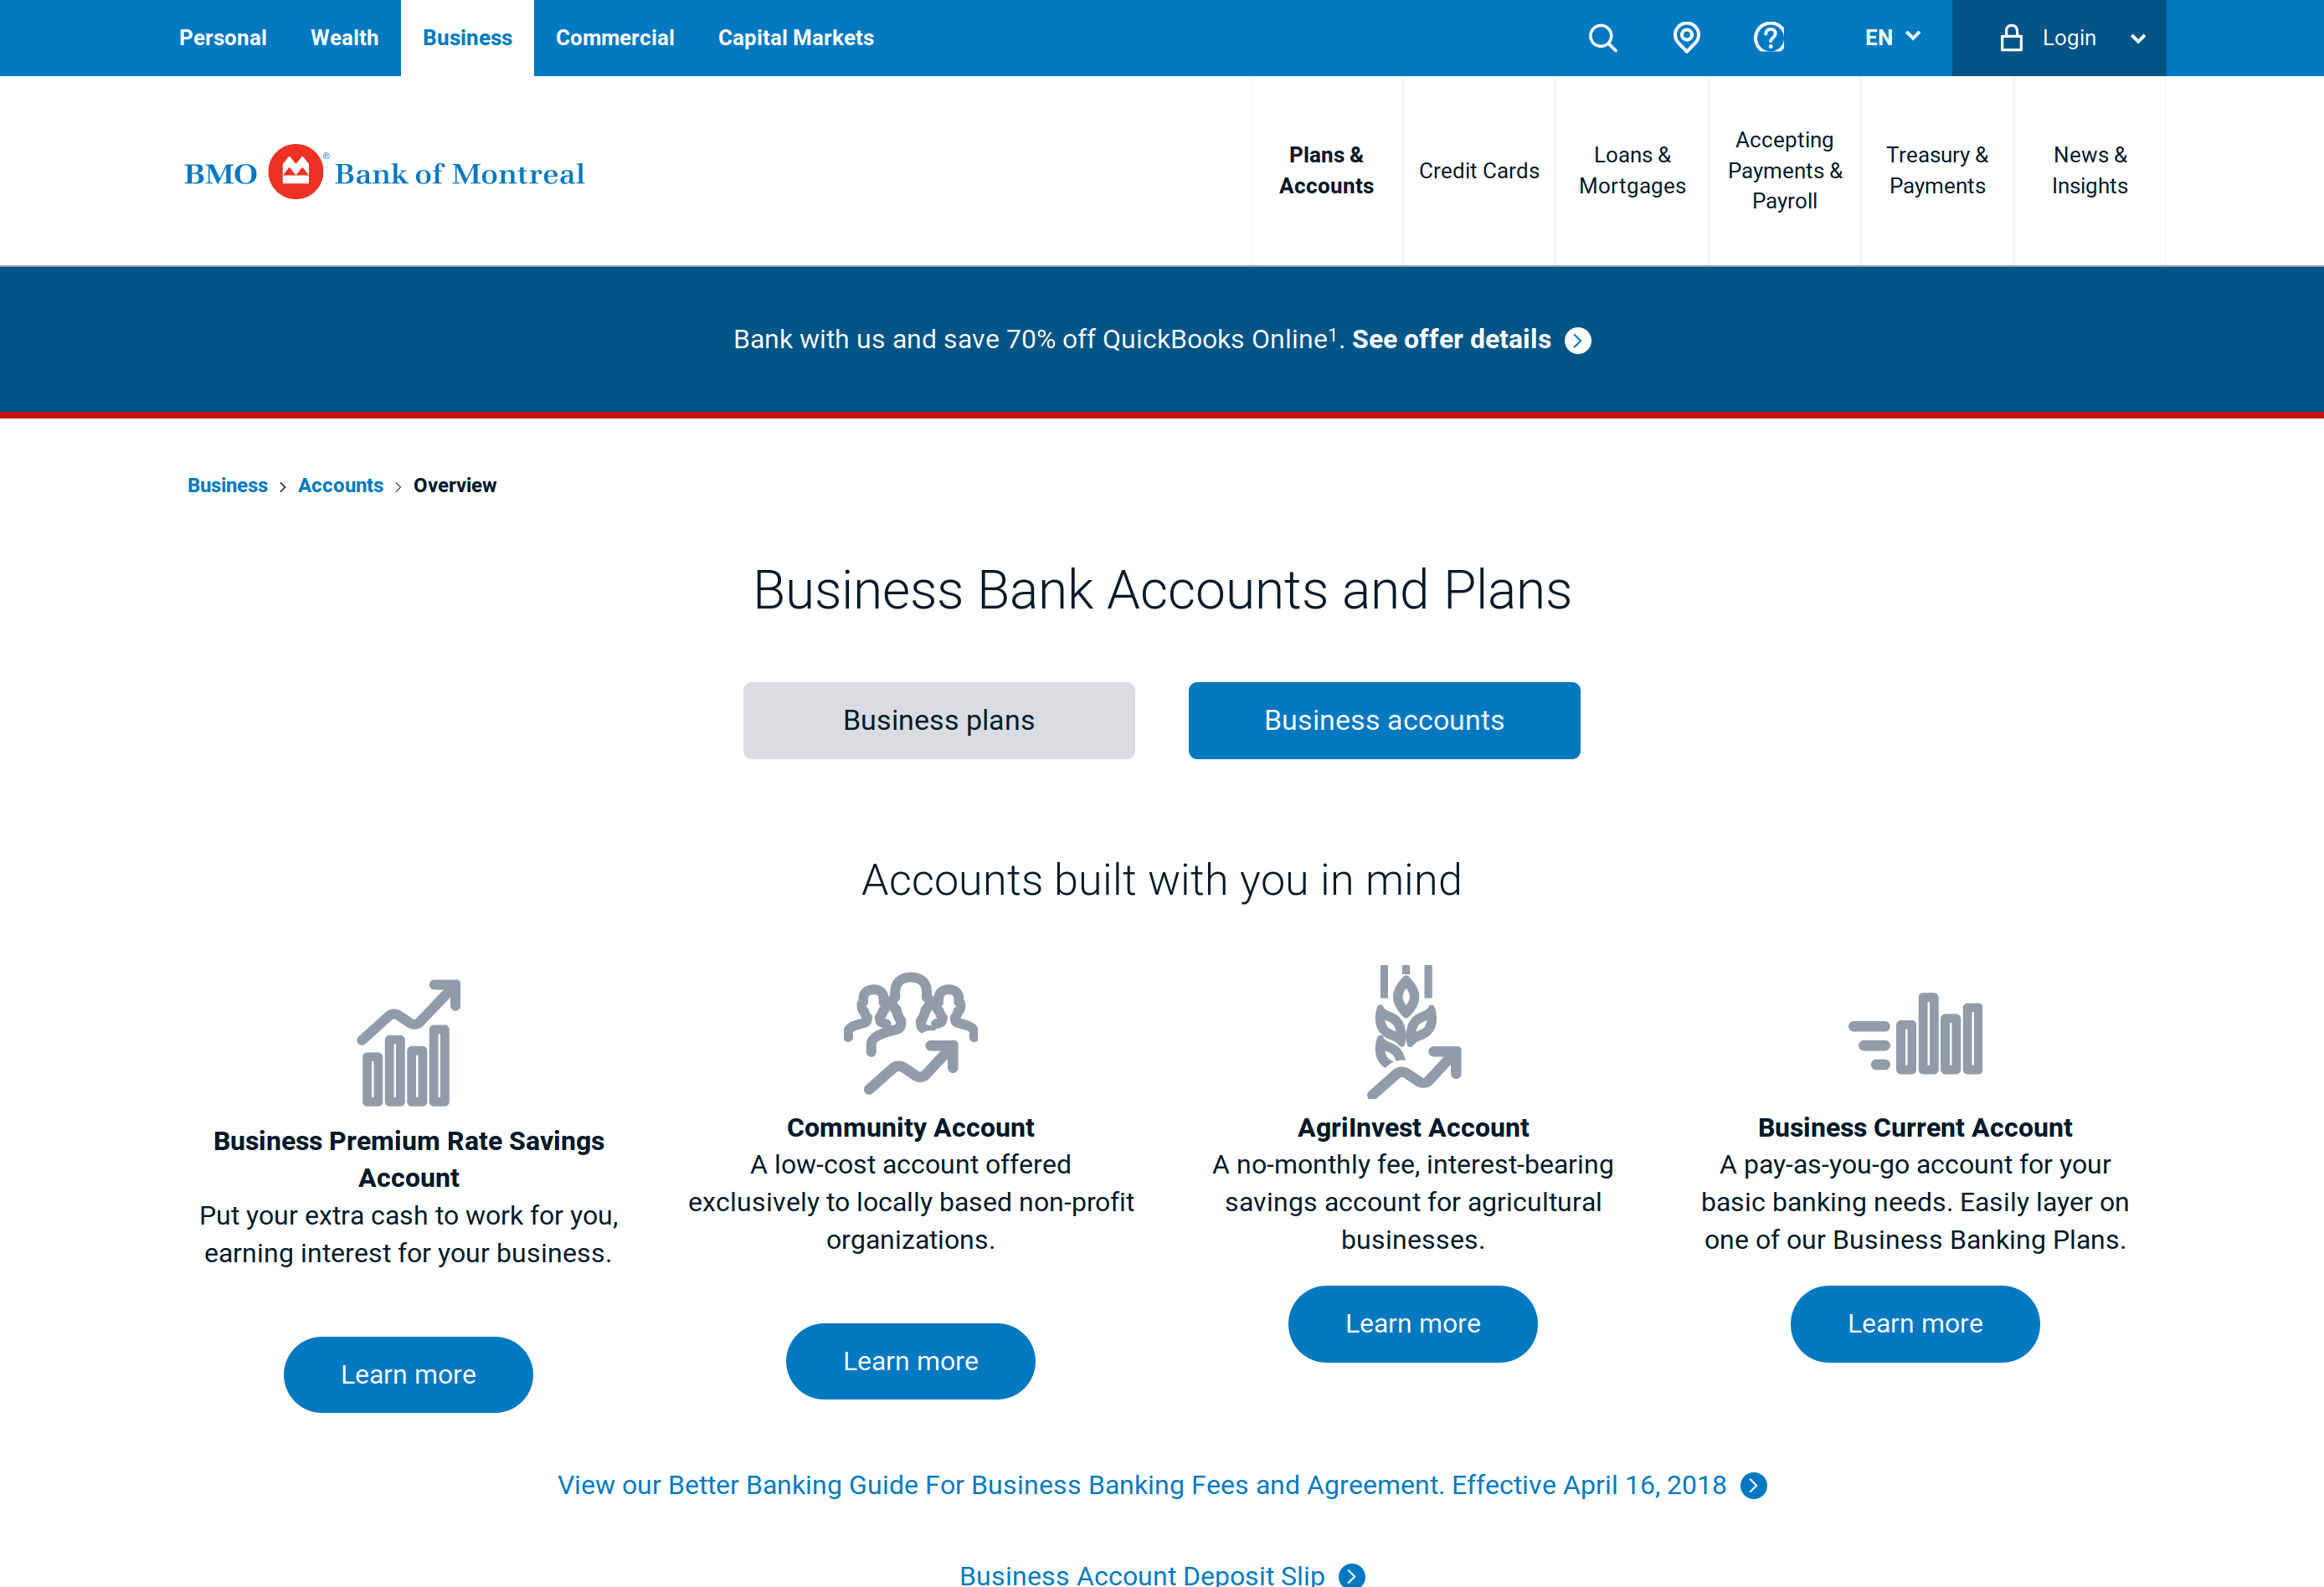 Personal Wealth Business Commercial Capital Markets EN Login
BMO ® Bank of Montreal
Plans &
Accounts
Credit Cards
Loans &
Mortgages
Accepting
Payments &
Payroll
Treasury &
Payments
News &
Insights
Bank with us and save 70% off QuickBooks Online¹. See offer details
Business > Accounts > Overview
Business Bank Accounts and Plans
Business plans
Business accounts
Accounts built with you in mind
Business Premium Rate Savings
Account
Put your extra cash to work for you,
earning interest for your business.
Learn more
Community Account
A low-cost account offered
exclusively to locally based non-profit
organizations.
Learn more
AgriInvest Account
A no-monthly fee, interest-bearing
savings account for agricultural
businesses.
Learn more
Business Current Account
A pay-as-you-go account for your
basic banking needs. Easily layer on
one of our Business Banking Plans.
Learn more
View our Better Banking Guide For Business Banking Fees and Agreement. Effective April 16, 2018
Business Account Deposit Slip